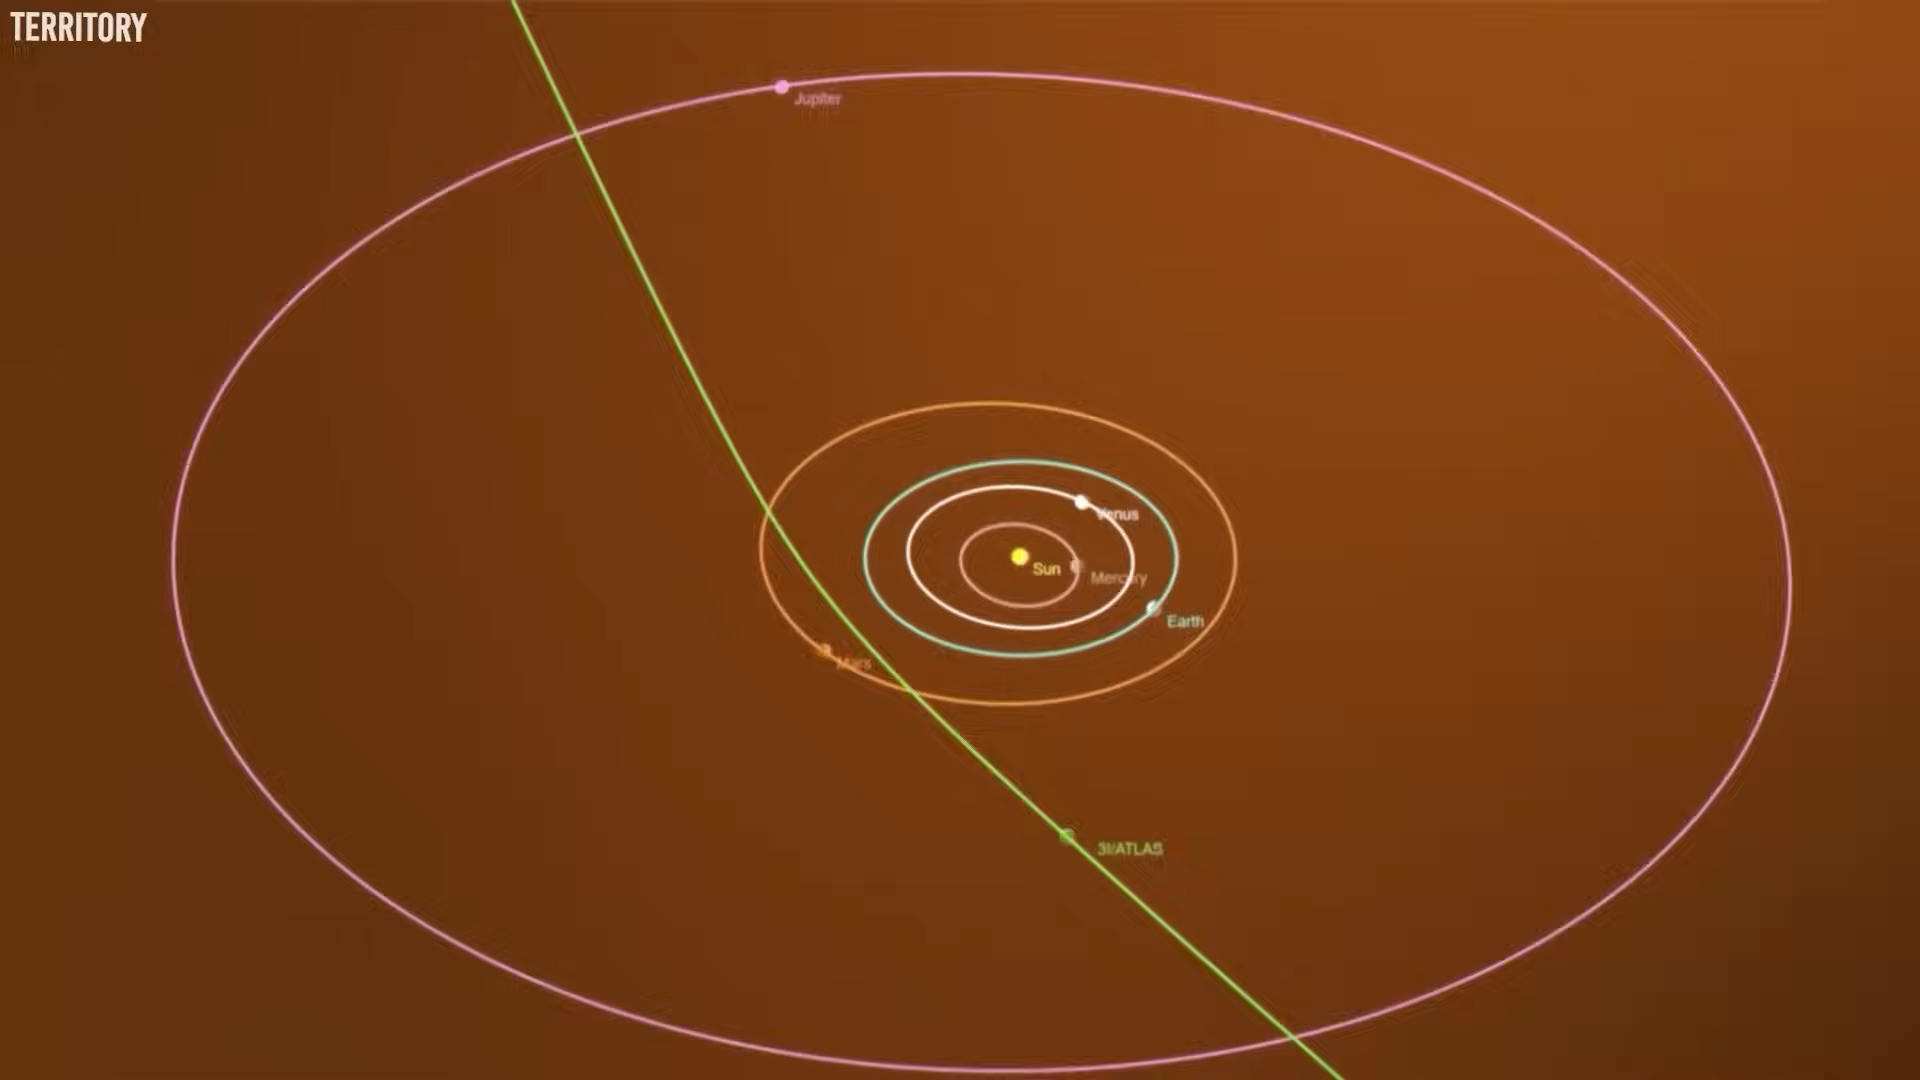 TERRITORY
Jupiter
Venus
Sun
Mercury
Earth
Mars
3I/ATLAS